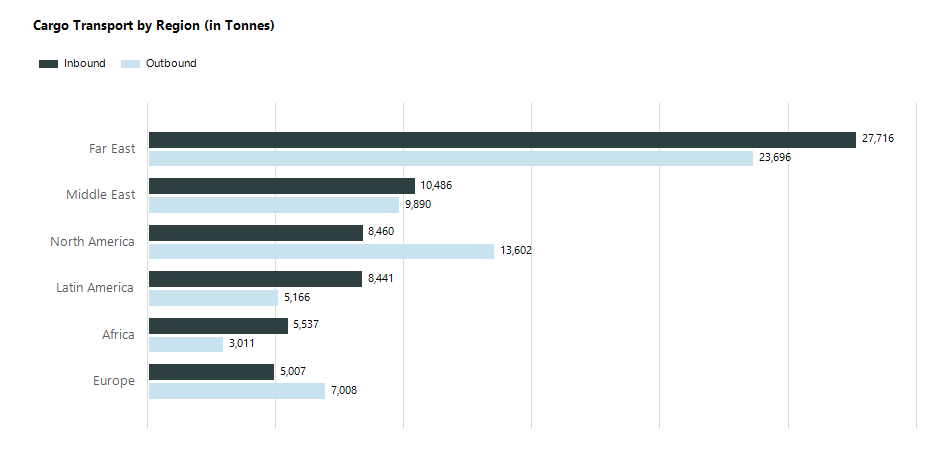 Cargo Transport by Region (in Tonnes)
Inbound Outbound
Far East
27,716
23,696
Middle East
10,486
9,890
North America
8,460
13,602
Latin America
8,441
5,166
Africa
5,537
3,011
Europe
5,007
7,008